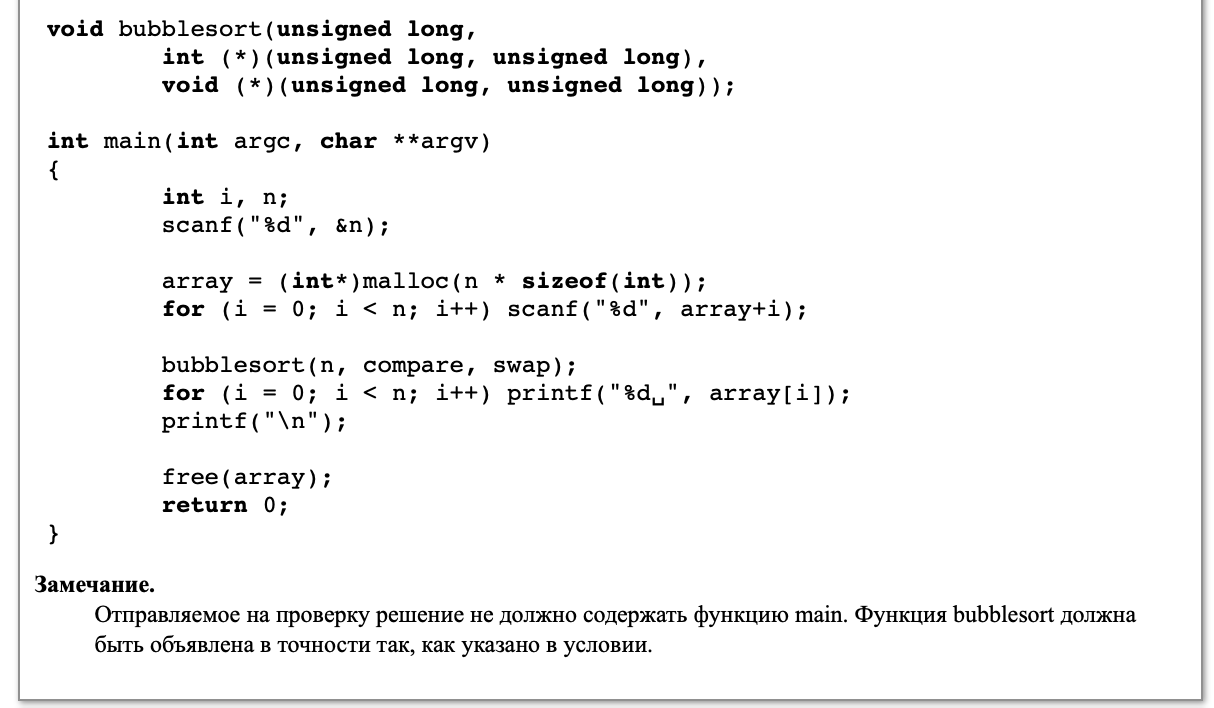 void bubblesort(unsigned long,
        int (*)(unsigned long, unsigned long),
        void (*)(unsigned long, unsigned long));
int main(int argc, char **argv)
{
        int i, n;
        scanf("%d", &n);
        array = (int*)malloc(n * sizeof(int));
        for (i = 0; i < n; i++) scanf("%d", array+i);
        bubblesort(n, compare, swap);
        for (i = 0; i < n; i++) printf("%d␣", array[i]);
        printf("\n");
        free(array);
        return 0;
}
Замечание.
Отправляемое на проверку решение не должно содержать функцию main. Функция bubblesort должна
быть объявлена в точности так, как указано в условии.